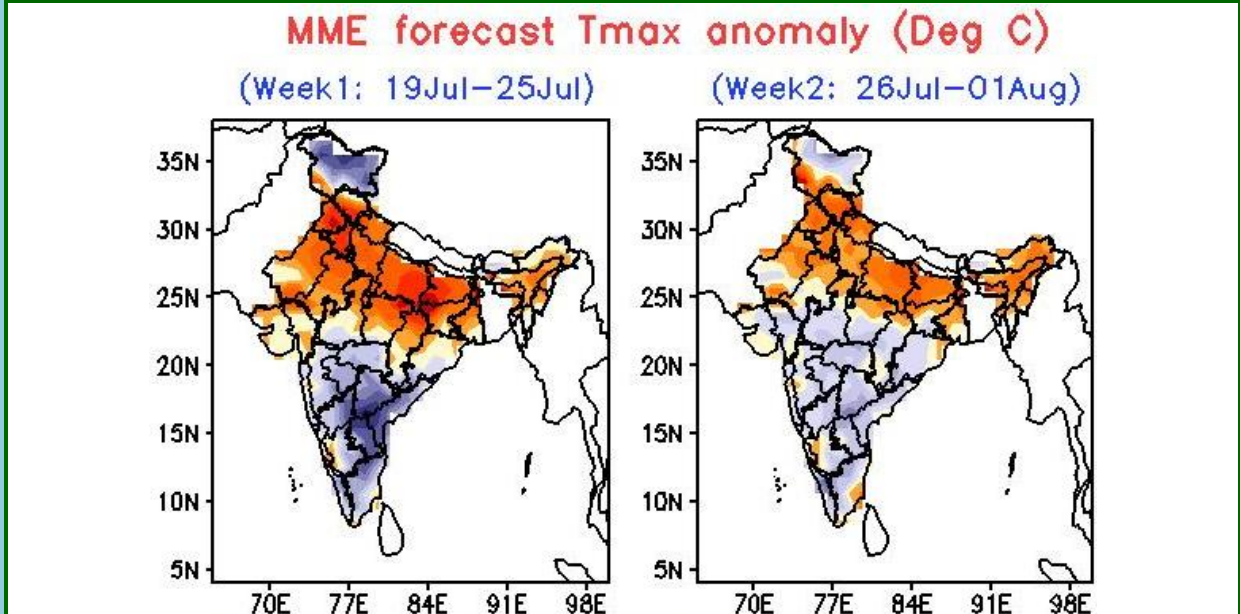 MME forecast Tmax anomaly (Deg C)
(Week1: 19Jul–25Jul)
(Week2: 26Jul–01Aug)
35N
30N
25N
20N
15N
10N
5N
70E 77E 84E 91E 98E
35N
30N
25N
20N
15N
10N
5N
70E 77E 84E 91E 98E